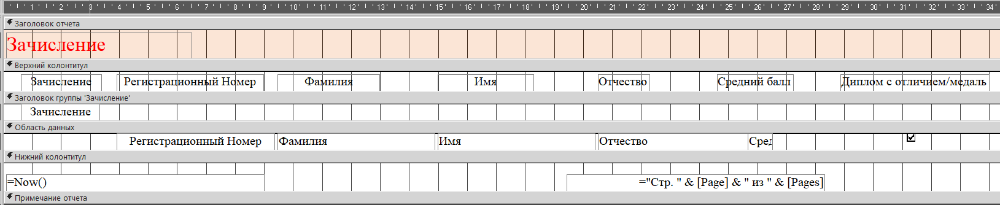 1 2 3 4 5 6 7 8 9 10 11 12 13 14 15 16 17 18 19 20 21 22 23 24 25 26 27 28 29 30 31 32 33 34
Заголовок отчета
Зачисление
Верхний колонтитул
Зачисление Регистрационный Номер Фамилия Имя Отчество Средний балл Диплом с отличием/медаль
Заголовок группы 'Зачисление'
Зачисление
Область данных
Регистрационный Номер Фамилия Имя Отчество Сред
Нижний колонтитул
=Now() ="Стр. " & [Page] & " из " & [Pages]
Примечание отчета